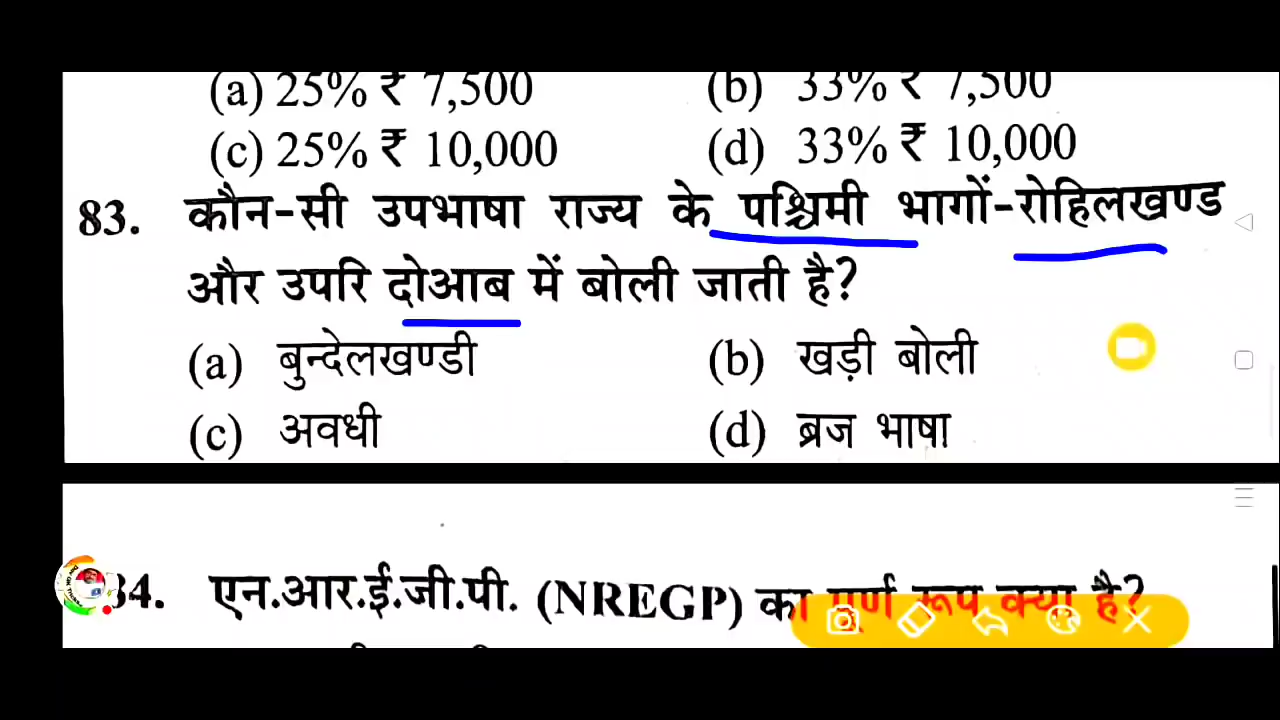 (a) 25% ₹ 7,500 (b) 33% ₹ 7,500
(c) 25% ₹ 10,000 (d) 33% ₹ 10,000
83. कौन-सी उपभाषा राज्य के पश्चिमी भागों-रोहिलखण्ड
और उपरि दोआब में बोली जाती है?
(a) बुन्देलखण्डी (b) खड़ी बोली
(c) अवधी (d) ब्रज भाषा
34. एन.आर.ई.जी.पी. (NREGP) का पूर्ण रूप क्या है?